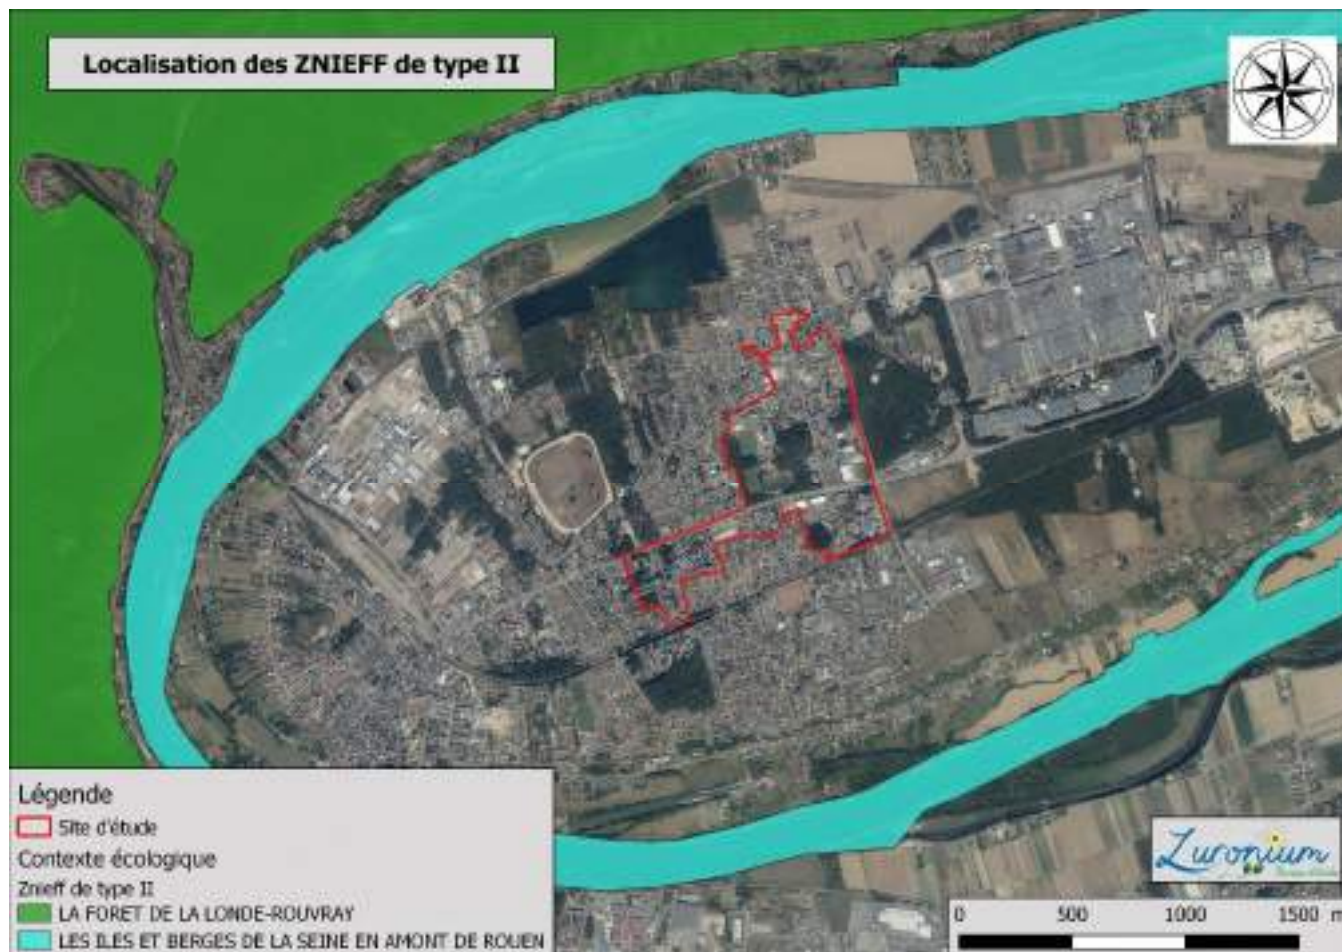 Localisation des ZNIEFF de type II
Légende
Site d'étude
Contexte écologique
Znieff de type II
LA FORET DE LA LONDE-ROUVRAY
LES ILES ET BERGES DE LA SEINE EN AMONT DE ROUEN
Zuronium
0 500 1000 1500 m